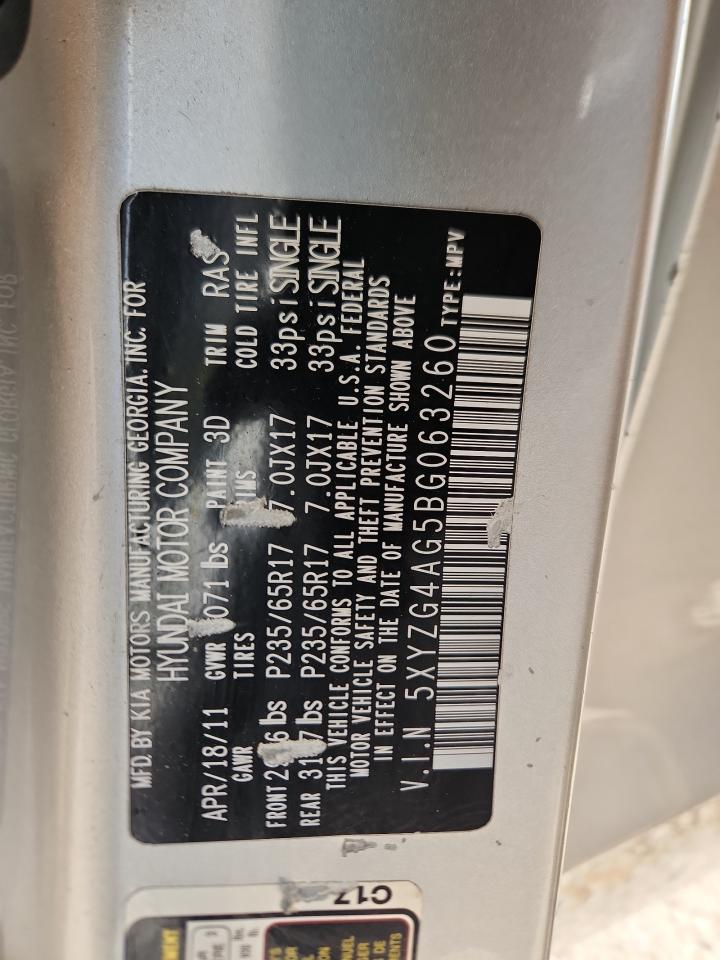 MFD. BY KIA MOTORS MANUFACTURING GEORGIA, INC. FOR
HYUNDAI MOTOR COMPANY
APR/18/11 GVWR 071 lbs PAINT 3D TRIM RAS
GAWR TIRES COLD TIRE INFL
FRONT P235/65R17 7.0JX17 33psi SINGLE
REAR P235/65R17 7.0JX17 33psi SINGLE
THIS VEHICLE CONFORMS TO ALL APPLICABLE U.S.A. FEDERAL
MOTOR VEHICLE SAFETY AND THEFT PREVENTION STANDARDS
IN EFFECT ON THE DATE OF MANUFACTURE SHOWN ABOVE
V.I.N 5XYZG4AG5BG063260 TYPE:MPV
C17